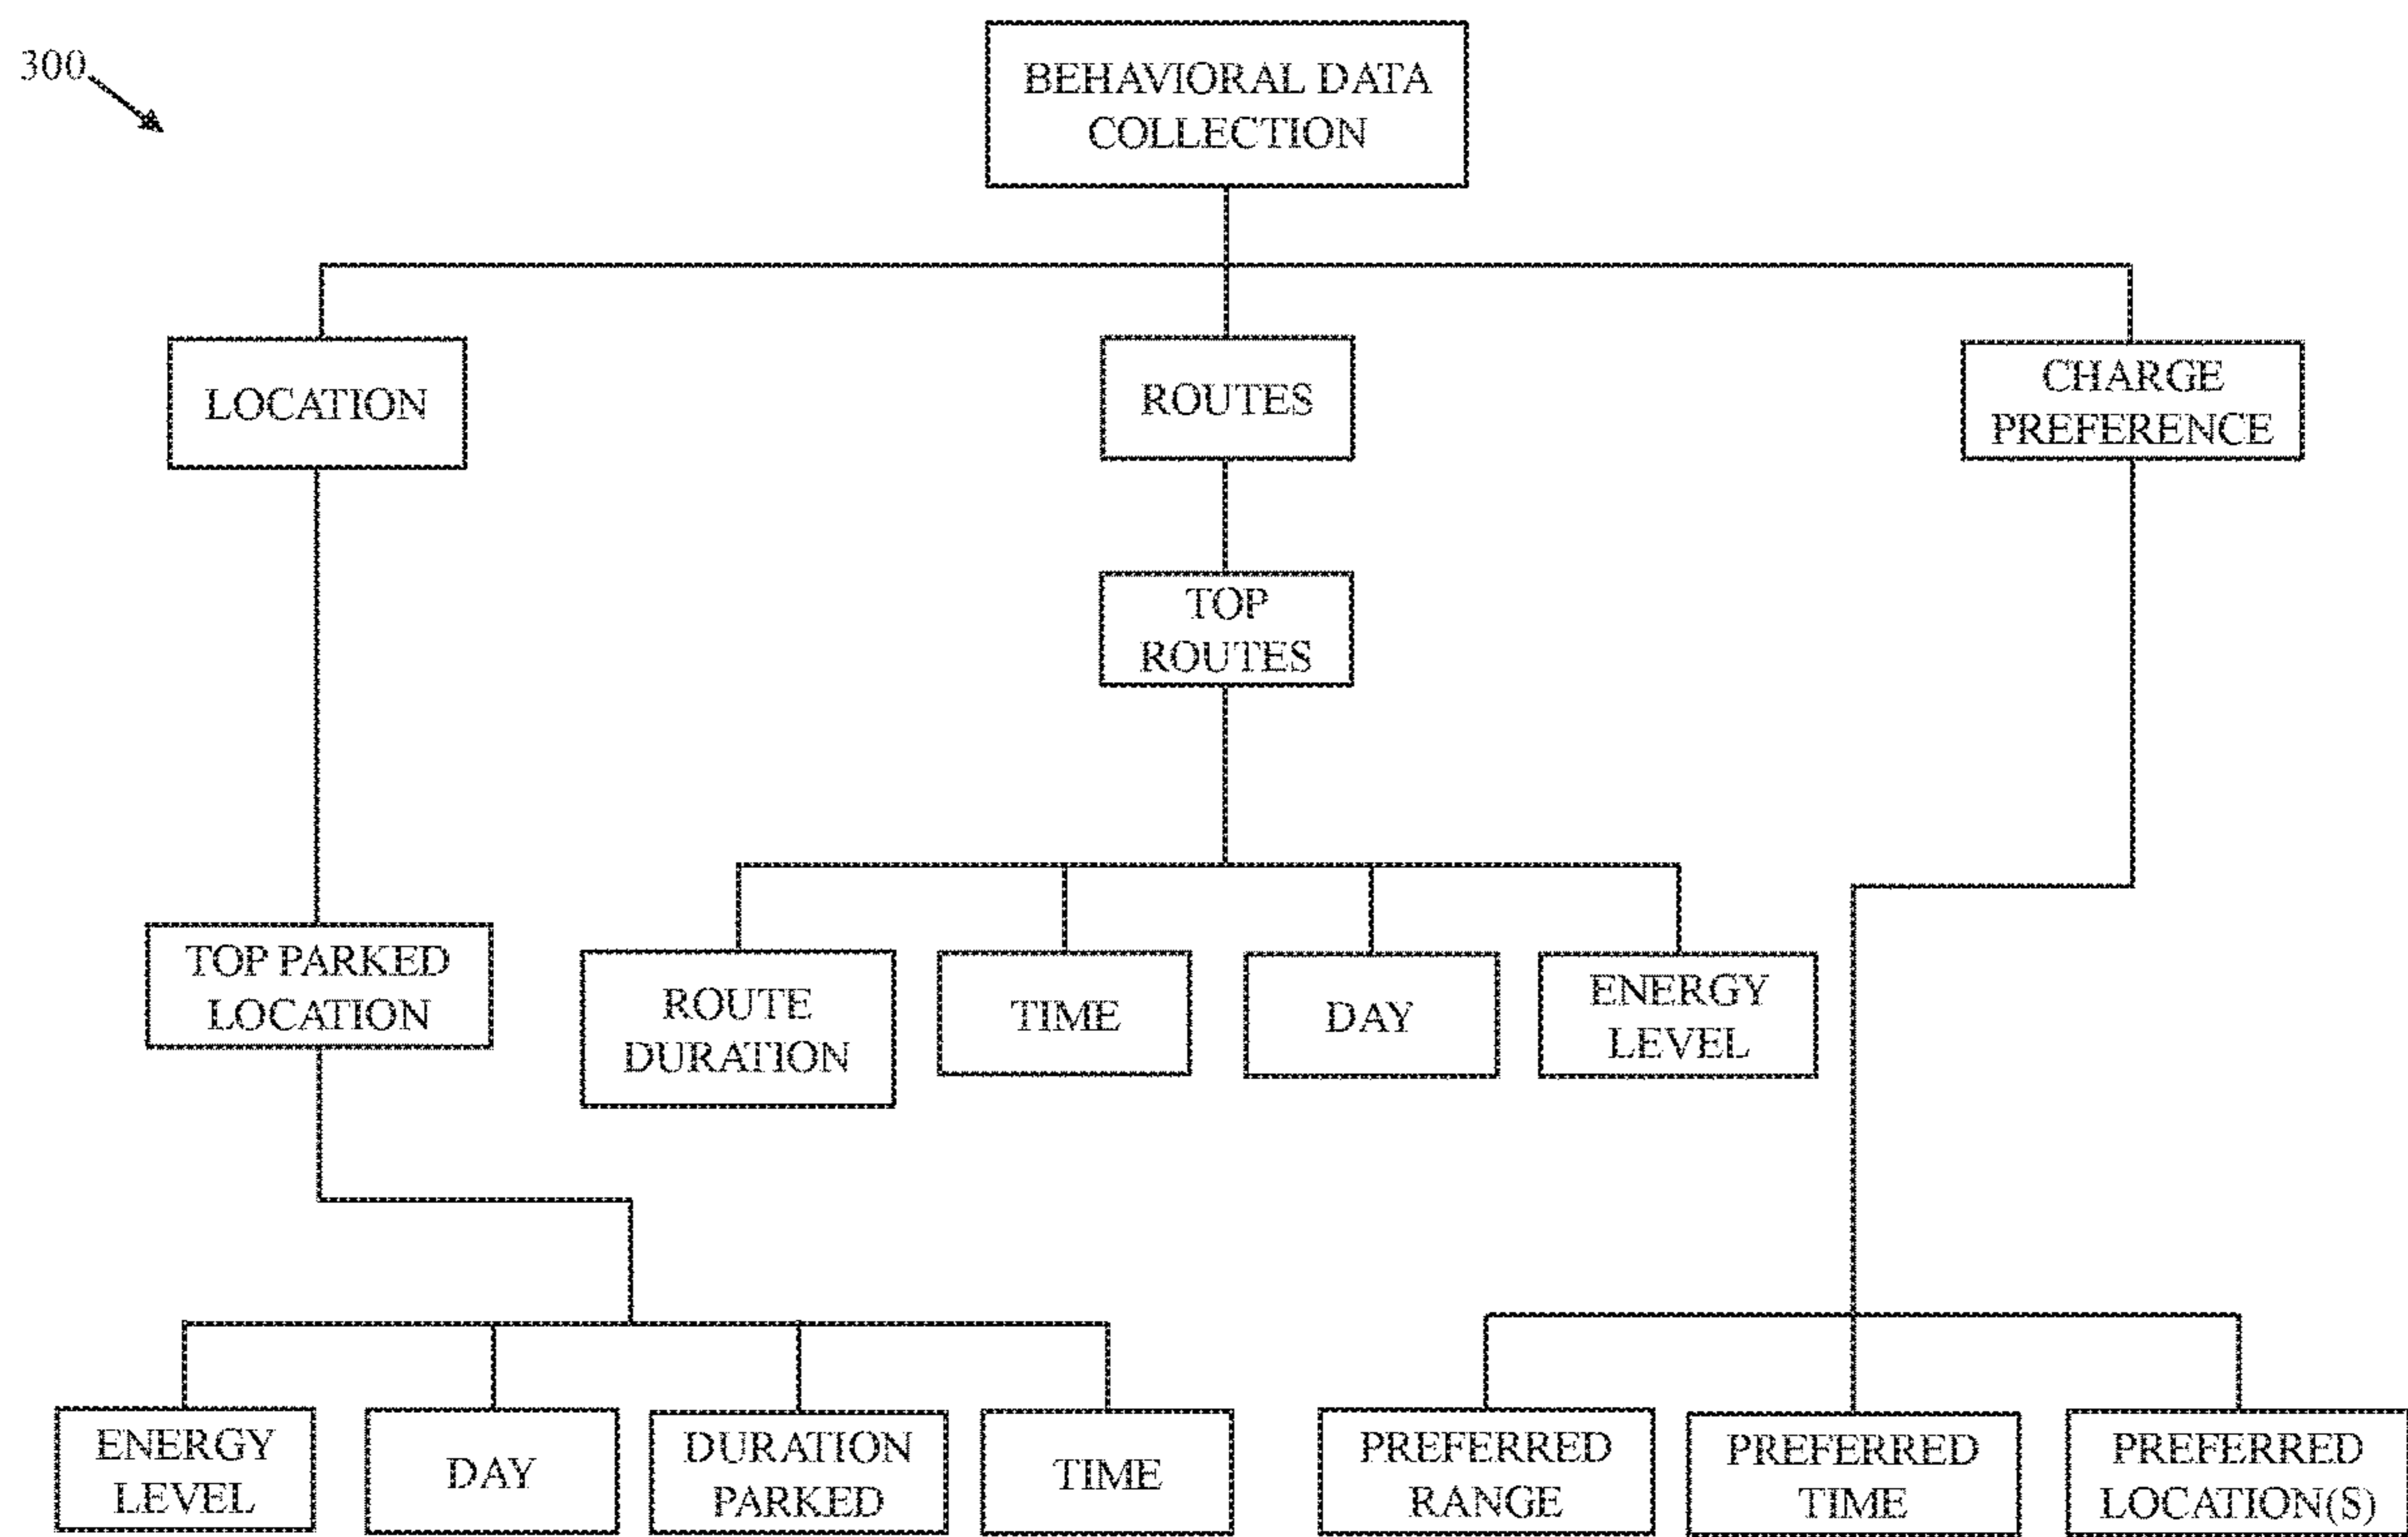 300
BEHAVIORAL DATA
COLLECTION
LOCATION
ROUTES
CHARGE
PREFERENCE
TOP
ROUTES
TOP PARKED
LOCATION
ROUTE
DURATION
TIME
DAY
ENERGY
LEVEL
ENERGY
LEVEL
DAY
DURATION
PARKED
TIME
PREFERRED
RANGE
PREFERRED
TIME
PREFERRED
LOCATION(S)